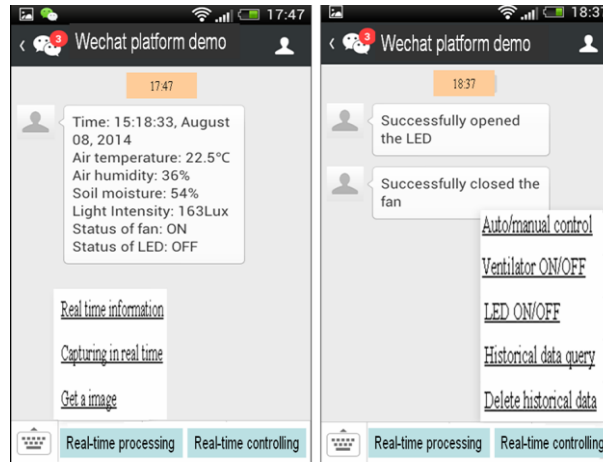 17:47
3
Wechat platform demo
17:47
Time: 15:18:33, August
08, 2014
Air temperature: 22.5°C
Air humidity: 36%
Soil moisture: 54%
Light Intensity: 163Lux
Status of fan: ON
Status of LED: OFF
Real time information
Capturing in real time
Get a image
Real-time processing
Real-time controlling
18:37
3
Wechat platform demo
18:37
Successfully opened
the LED
Successfully closed the
fan
Auto/manual control
Ventilator ON/OFF
LED ON/OFF
Historical data query
Delete historical data
Real-time processing
Real-time controlling